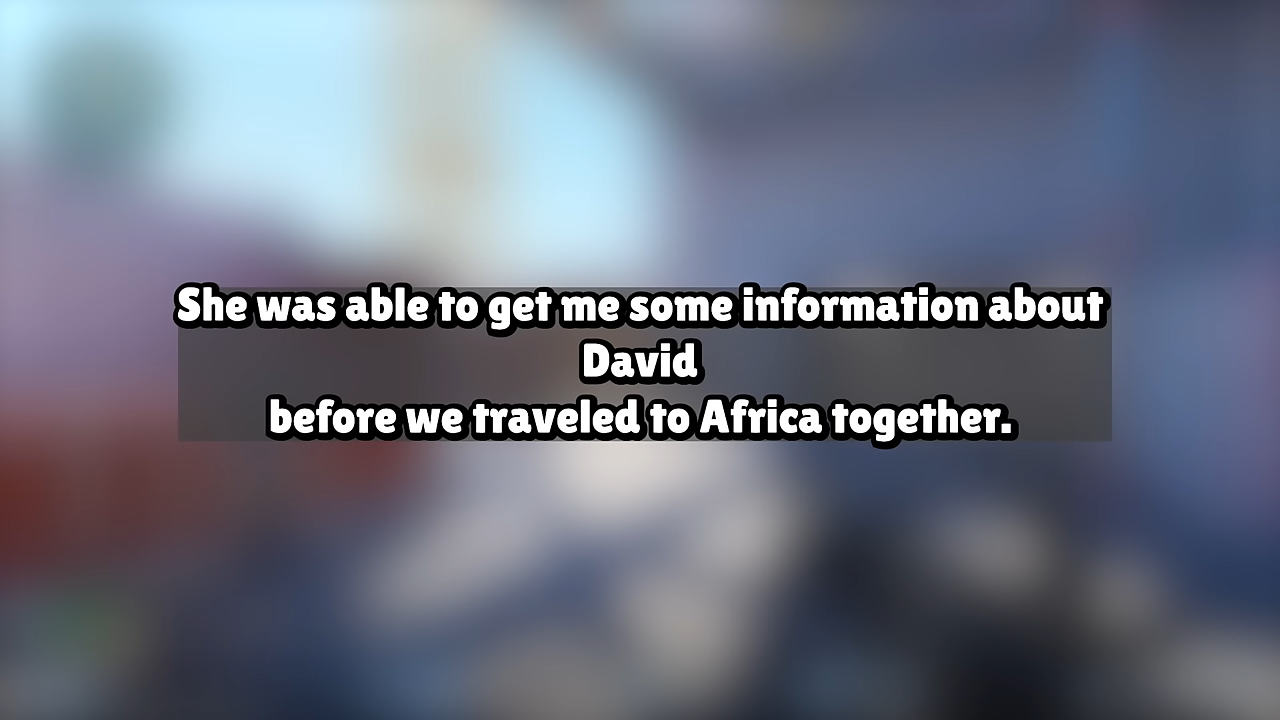 She was able to get me some information about
David
before we traveled to Africa together.